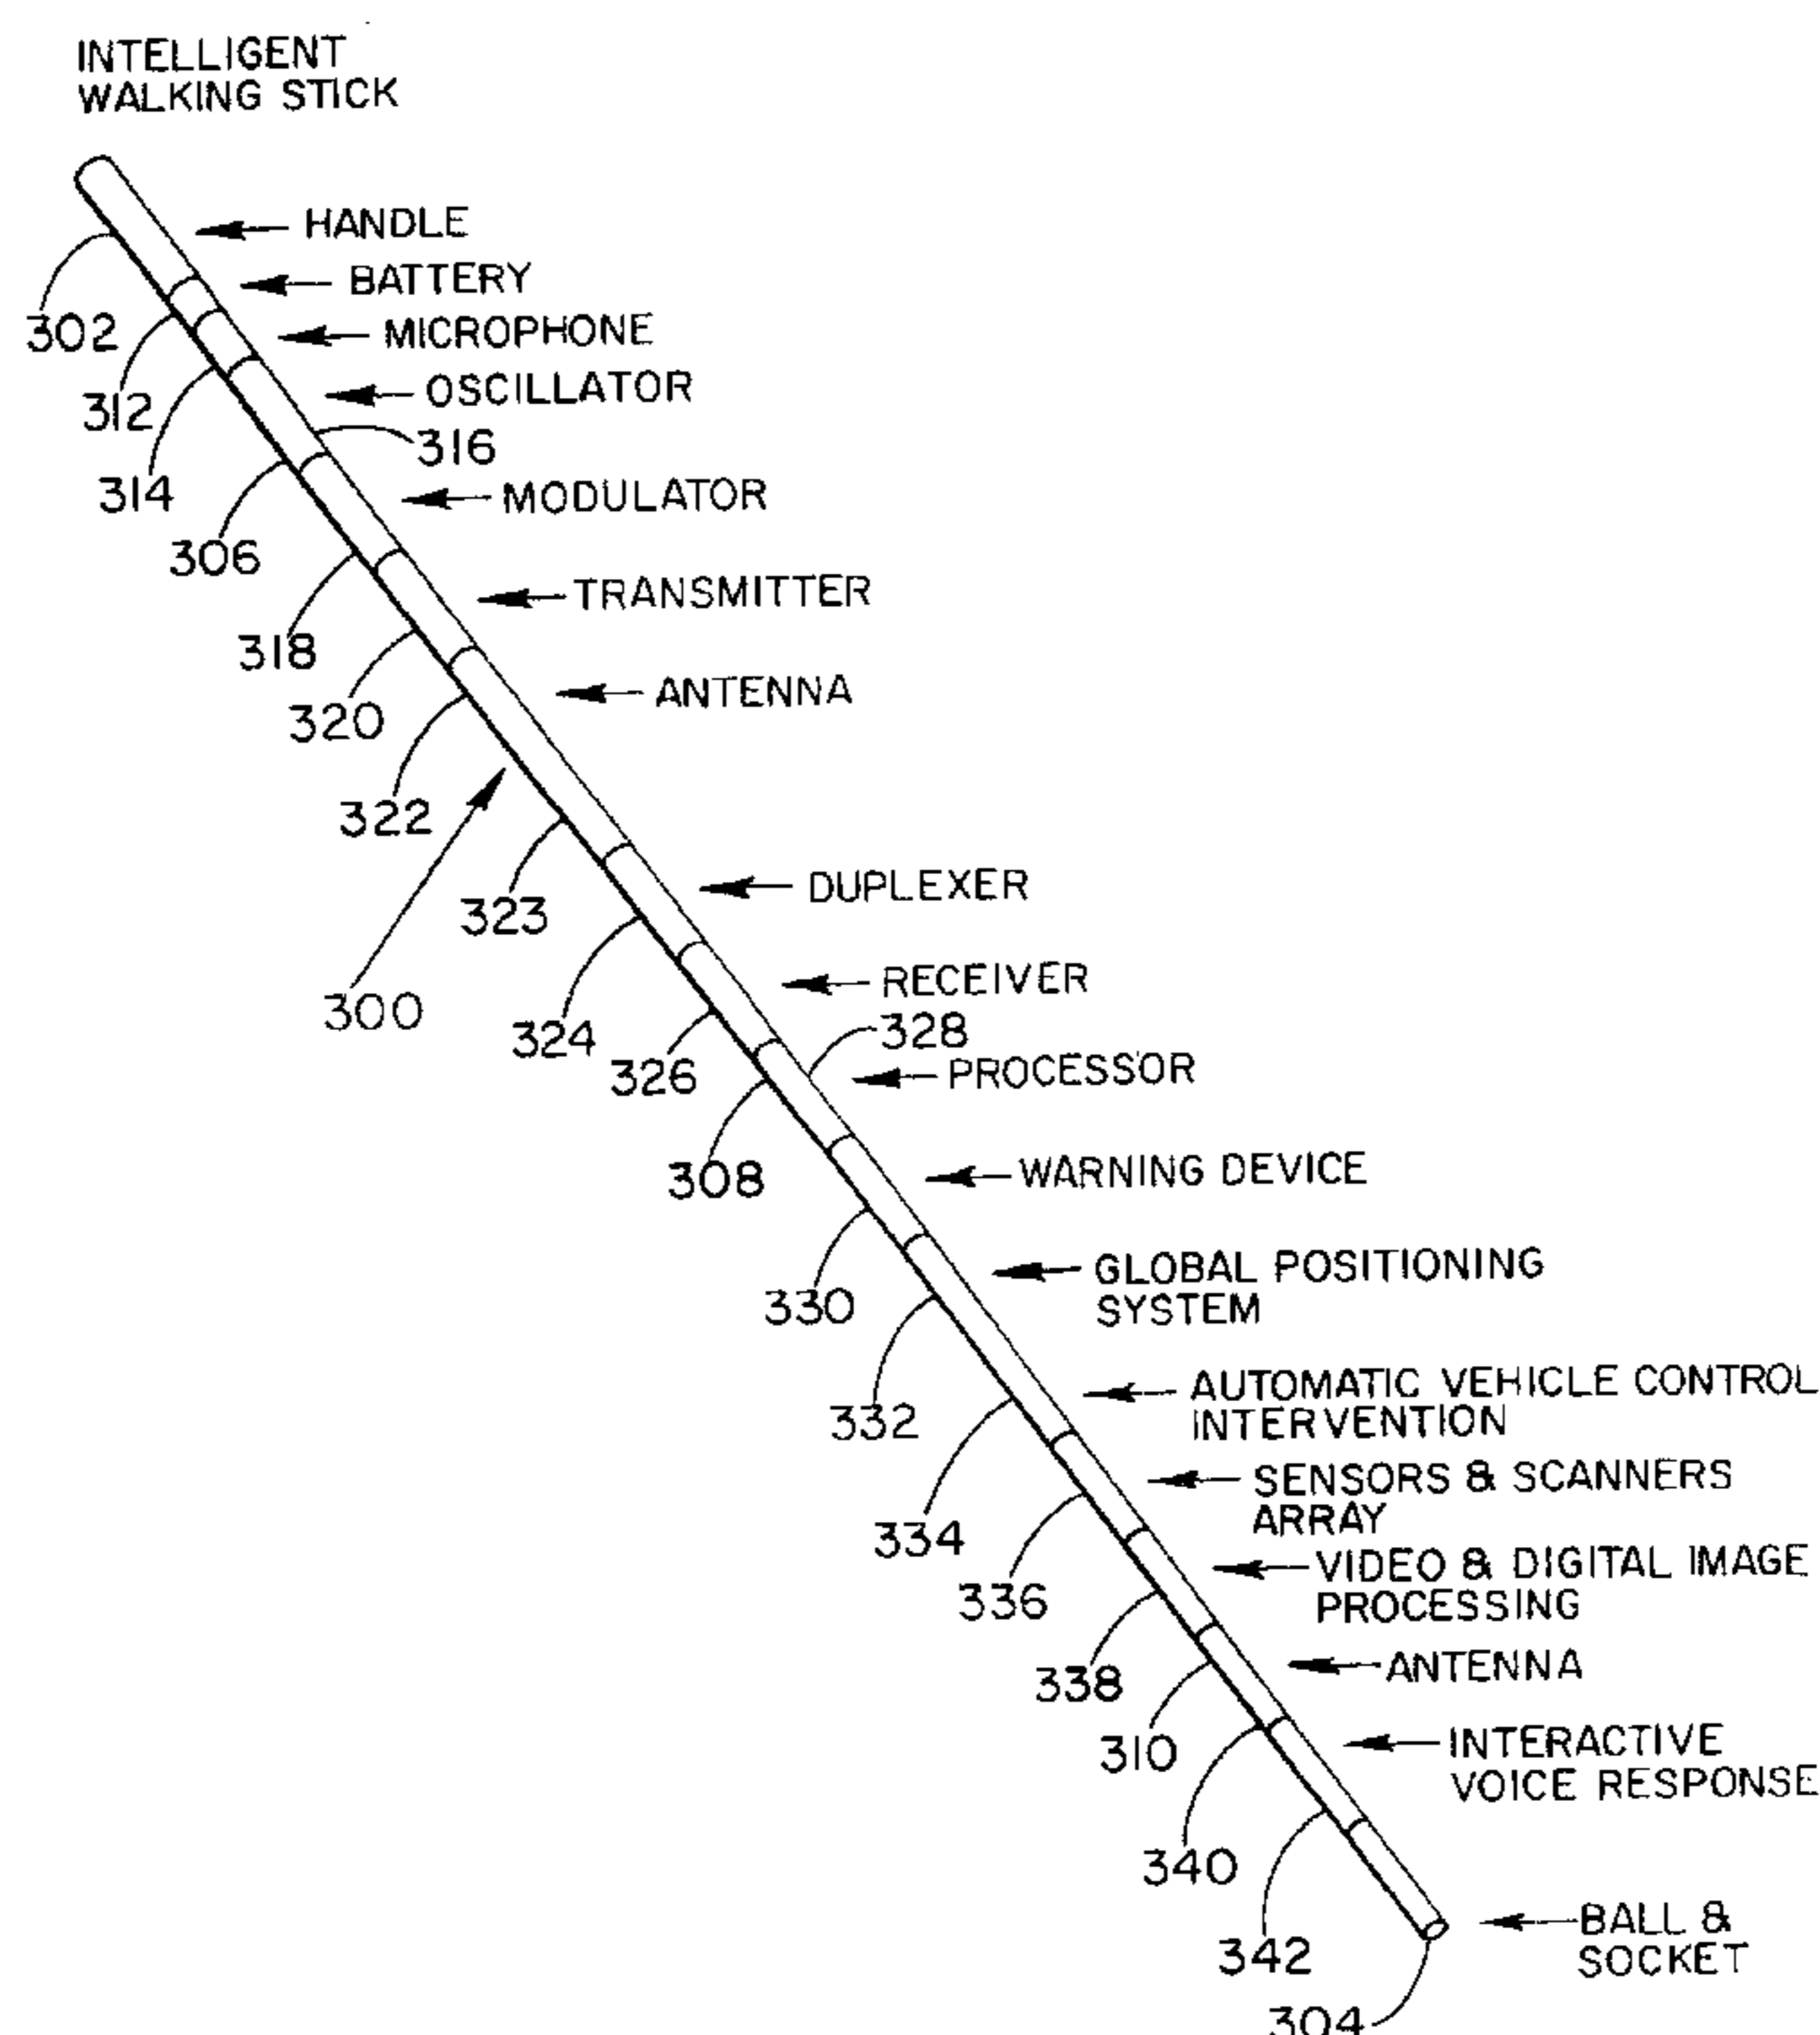 INTELLIGENT
WALKING STICK
HANDLE
BATTERY
302
MICROPHONE
312
OSCILLATOR
316
314
MODULATOR
306
TRANSMITTER
318
ANTENNA
320
322
DUPLEXER
323
RECEIVER
300
328
324
PROCESSOR
326
WARNING DEVICE
308
GLOBAL POSITIONING
SYSTEM
330
AUTOMATIC VEHICLE CONTROL
INTERVENTION
332
SENSORS & SCANNERS
ARRAY
334
VIDEO & DIGITAL IMAGE
PROCESSING
336
ANTENNA
338
INTERACTIVE
VOICE RESPONSE
310
340
BALL &
SOCKET
342
304